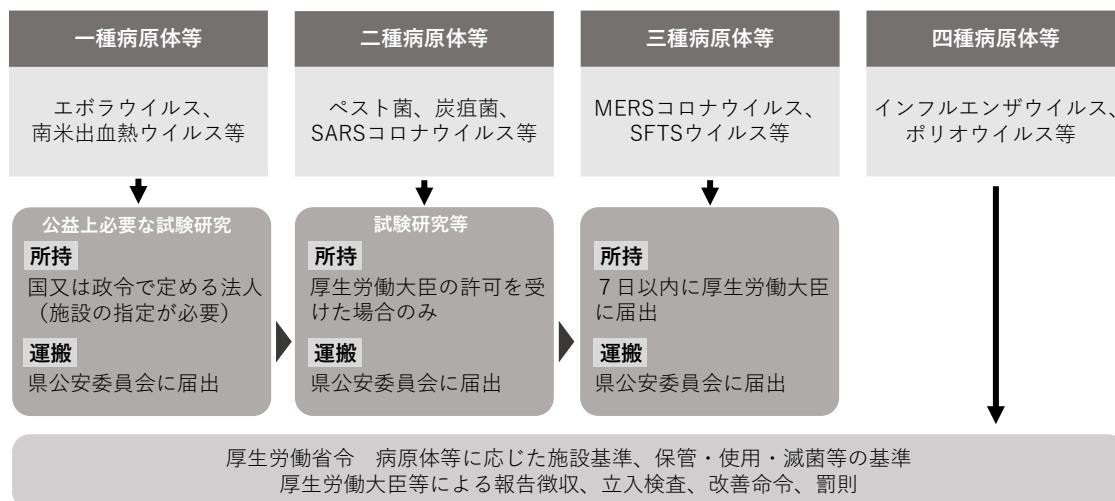 一種病原体等
エボラウイルス、
南米出血熱ウイルス等
公益上必要な試験研究
所持
国又は政令で定める法人
（施設の指定が必要）
運搬
県公安委員会に届出
二種病原体等
ペスト菌、炭疽菌、
SARSコロナウイルス等
試験研究等
所持
厚生労働大臣の許可を受
けた場合のみ
運搬
県公安委員会に届出
三種病原体等
MERSコロナウイルス、
SFTSウイルス等
所持
７日以内に厚生労働大臣
に届出
運搬
県公安委員会に届出
四種病原体等
インフルエンザウイルス、
ポリオウイルス等
厚生労働省令　病原体等に応じた施設基準、保管・使用・滅菌等の基準
厚生労働大臣等による報告徴収、立入検査、改善命令、罰則